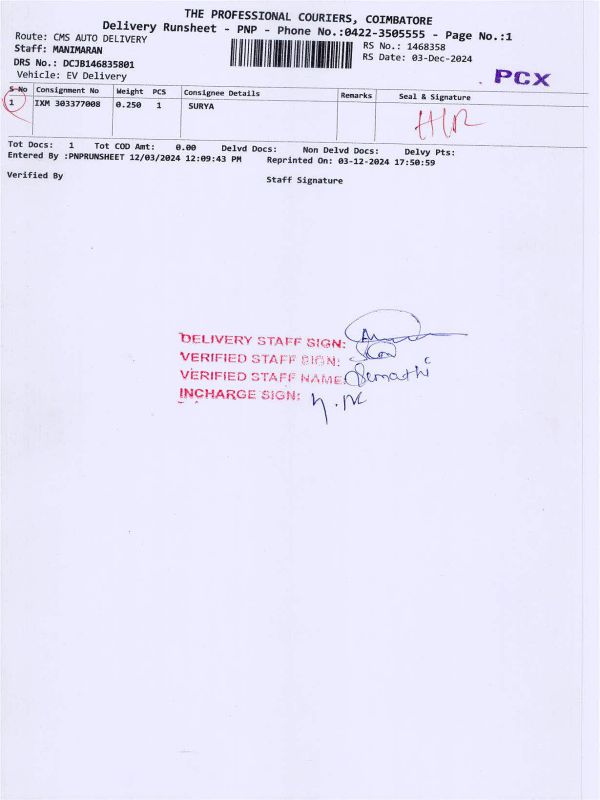 THE PROFESSIONAL COURIERS, COIMBATORE
Delivery Runsheet - PNP - Phone No.:0422-3505555 - Page No.:1
Route: CMS AUTO DELIVERY
RS No.: 1468358
Staff: MANIMARAN
RS Date: 03-Dec-2024
DRS No.: DCJB146835801
Vehicle: EV Delivery
PCX
S No Consignment No Weight PCS Consignee Details Remarks Seal & Signature
1 IXM 303377008 0.250 1 SURYA
Tot Docs: 1 Tot COD Amt: 0.00 Delvd Docs: Non Delvd Docs: Delvy Pts:
Entered By :PNPRUNSHEET 12/03/2024 12:09:43 PM Reprinted On: 03-12-2024 17:50:59
Verified By Staff Signature
DELIVERY STAFF SIGN:
VERIFIED STAFF SIGN:
VERIFIED STAFF NAME:
INCHARGE SIGN: